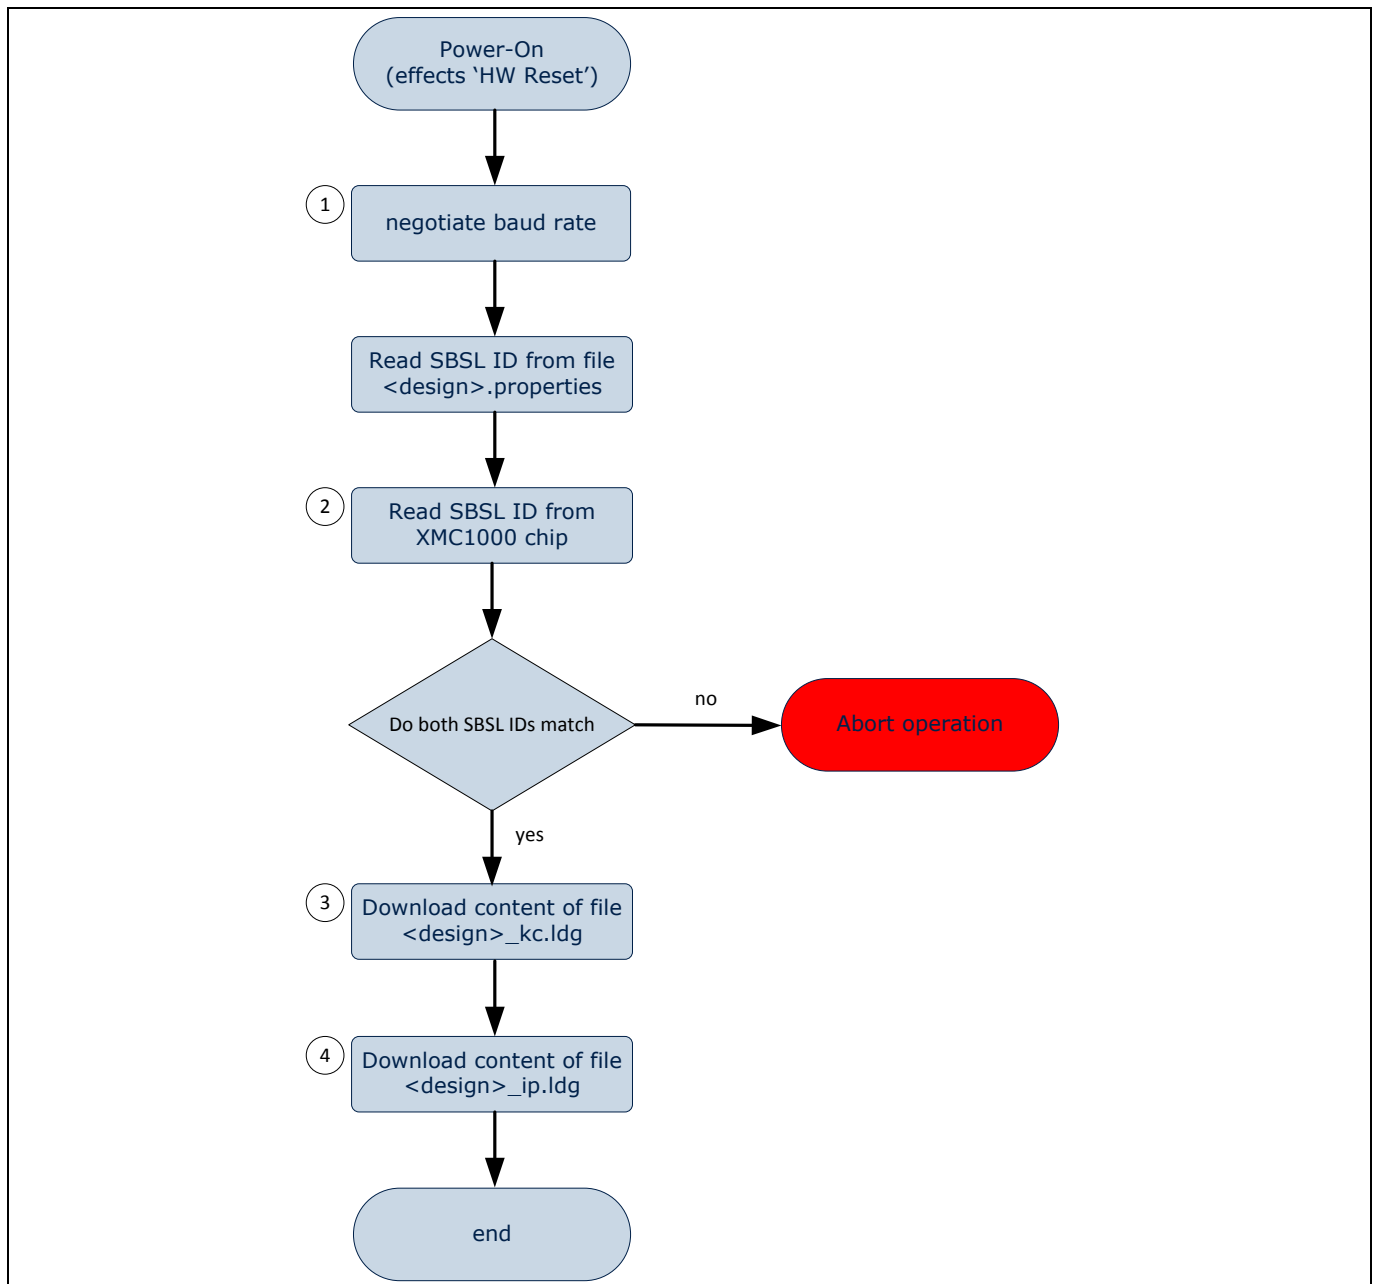 Power-On
(effects ‘HW Reset’)
1
negotiate baud rate
Read SBSL ID from file
<design>.properties
2
Read SBSL ID from
XMC1000 chip
Do both SBSL IDs match
no
Abort operation
yes
3
Download content of file
<design>_kc.ldg
4
Download content of file
<design>_ip.ldg
end